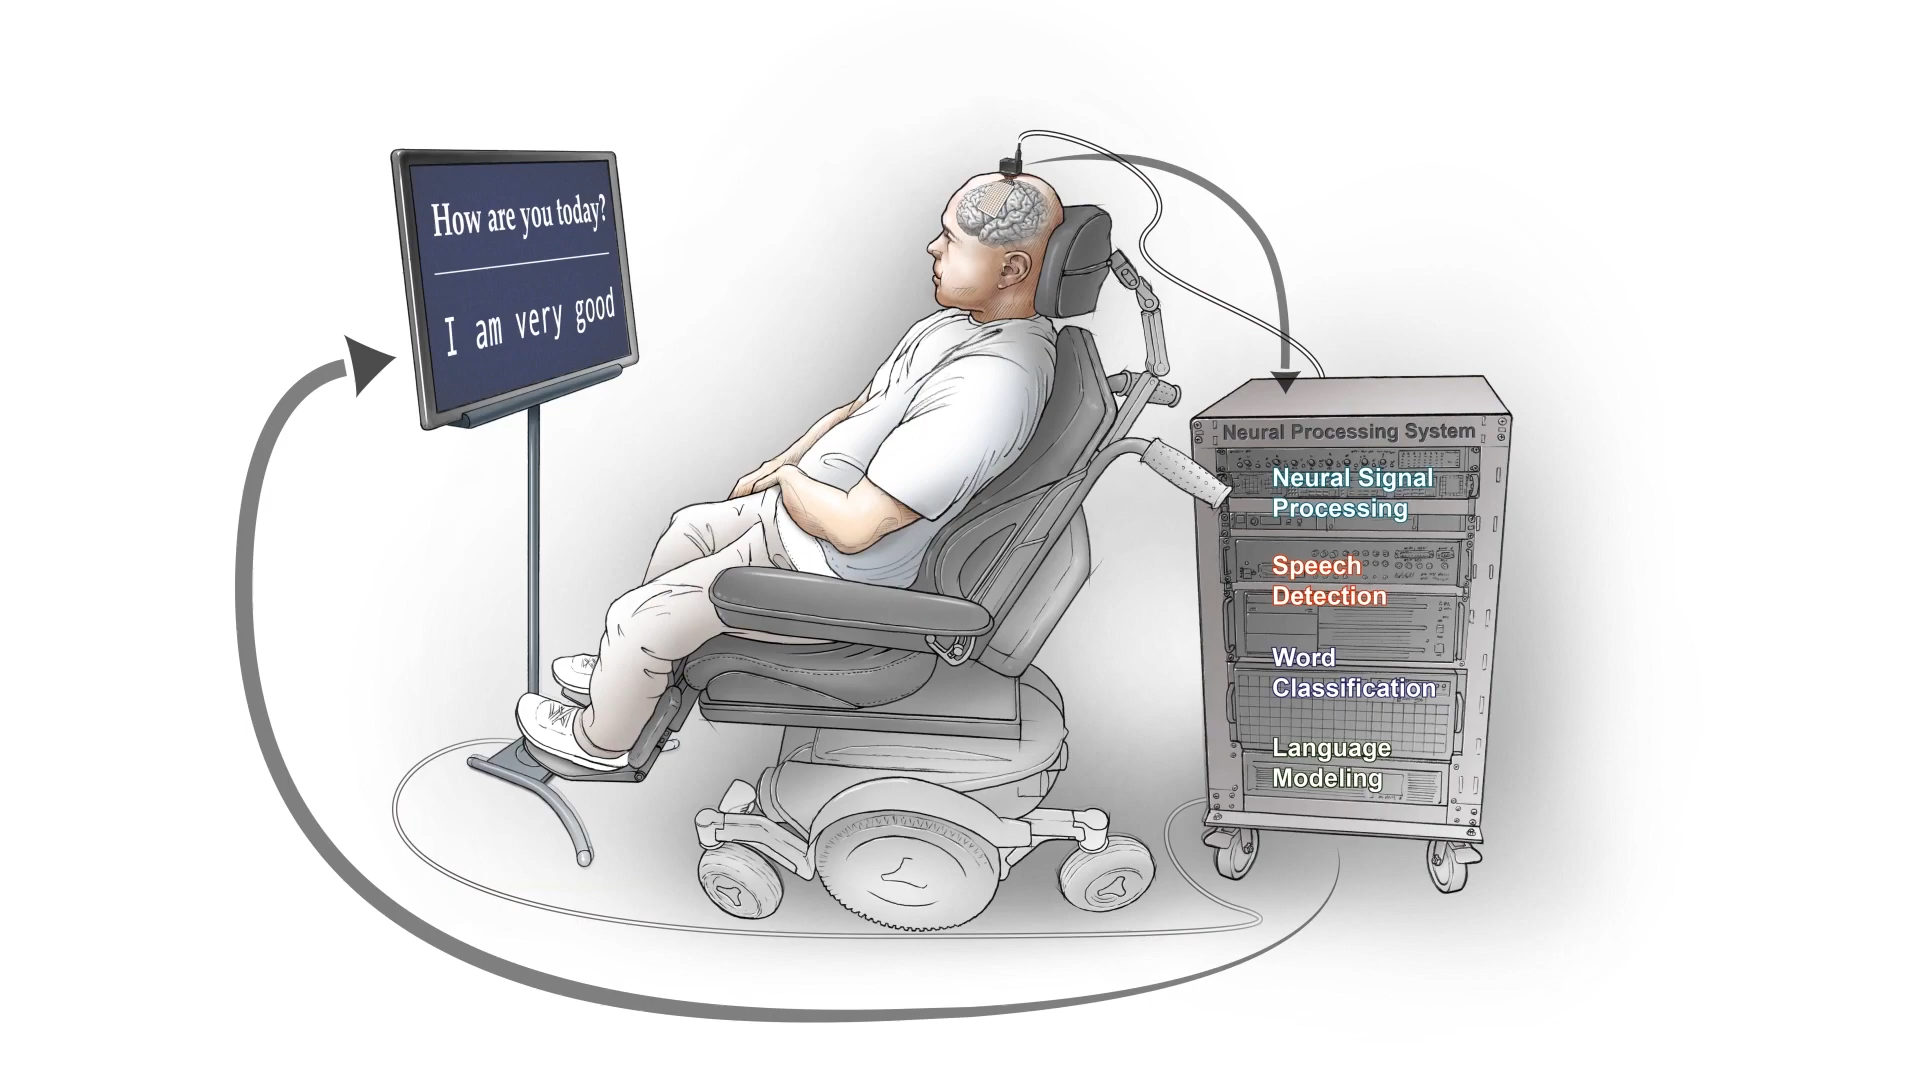 How are you today?
I am very good
Neural Processing System
Neural Signal
Processing
Speech
Detection
Word
Classification
Language
Modeling